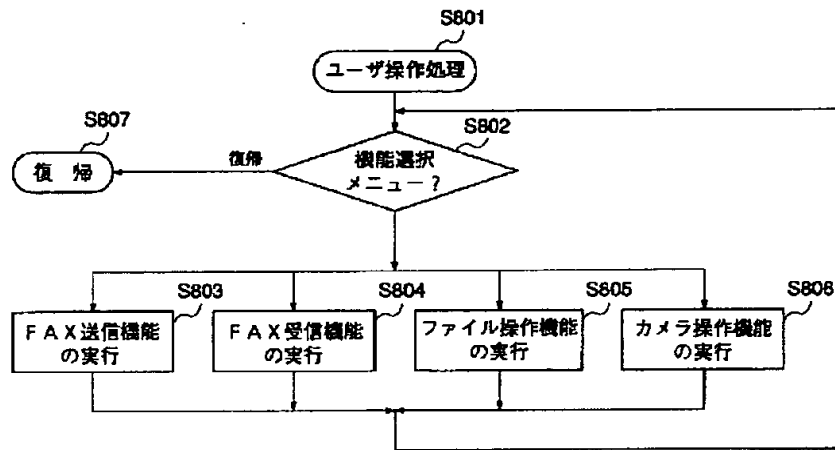 S801
ユーザ操作処理
S807
復 帰
復帰
S802
機能選択
メニュー?
S803
FAX送信機能
の実行
S804
FAX受信機能
の実行
S805
ファイル操作機能
の実行
S808
カメラ操作機能
の実行